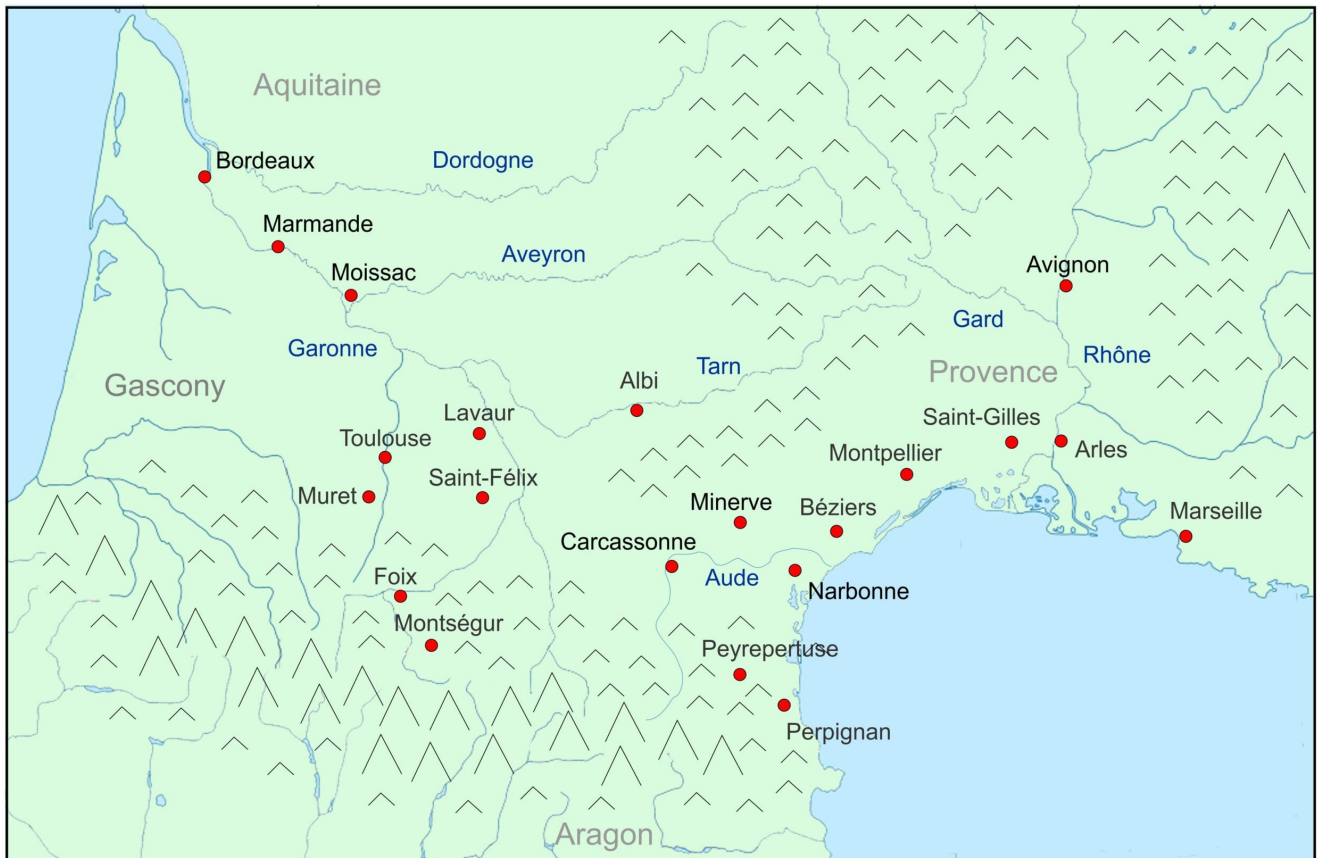 Aquitaine
Bordeaux
Dordogne
Marmande
Aveyron
Moissac
Avignon
Garonne
Gard
Rhône
Tarn
Provence
Gascony
Albi
Lavaur
Saint-Gilles
Toulouse
Arles
Montpellier
Saint-Félix
Muret
Minerve
Béziers
Marseille
Carcassonne
Foix
Aude
Narbonne
Montségur
Peyrepertuse
Perpignan
Aragon